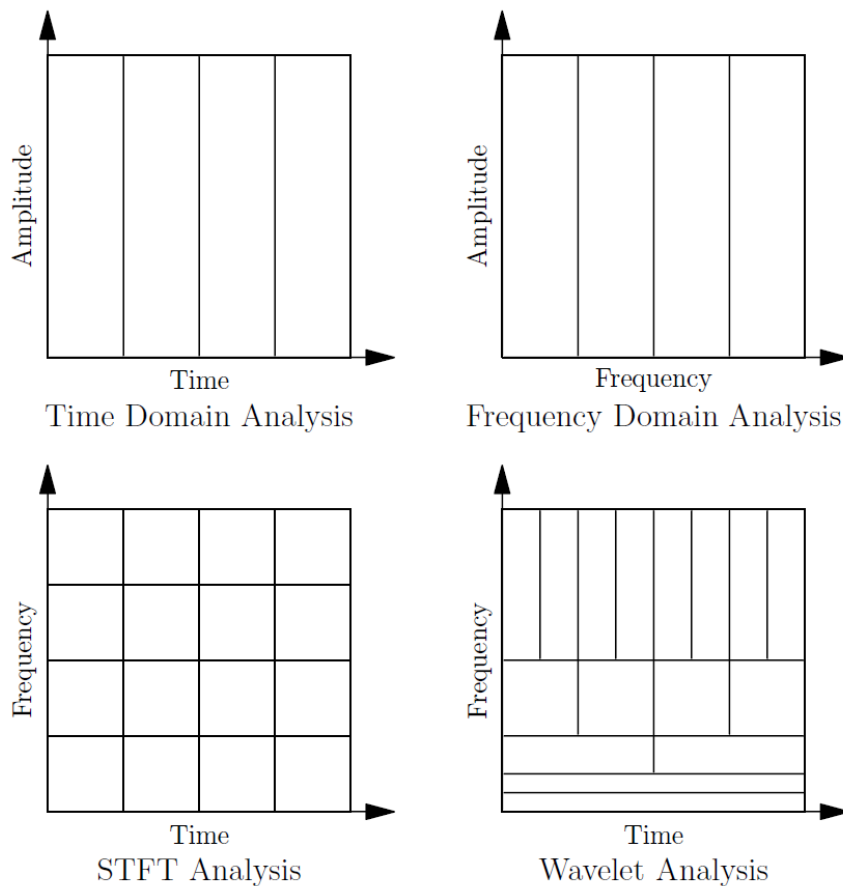 Amplitude
Time
Time Domain Analysis
Amplitude
Frequency
Frequency Domain Analysis
Frequency
Time
STFT Analysis
Frequency
Time
Wavelet Analysis